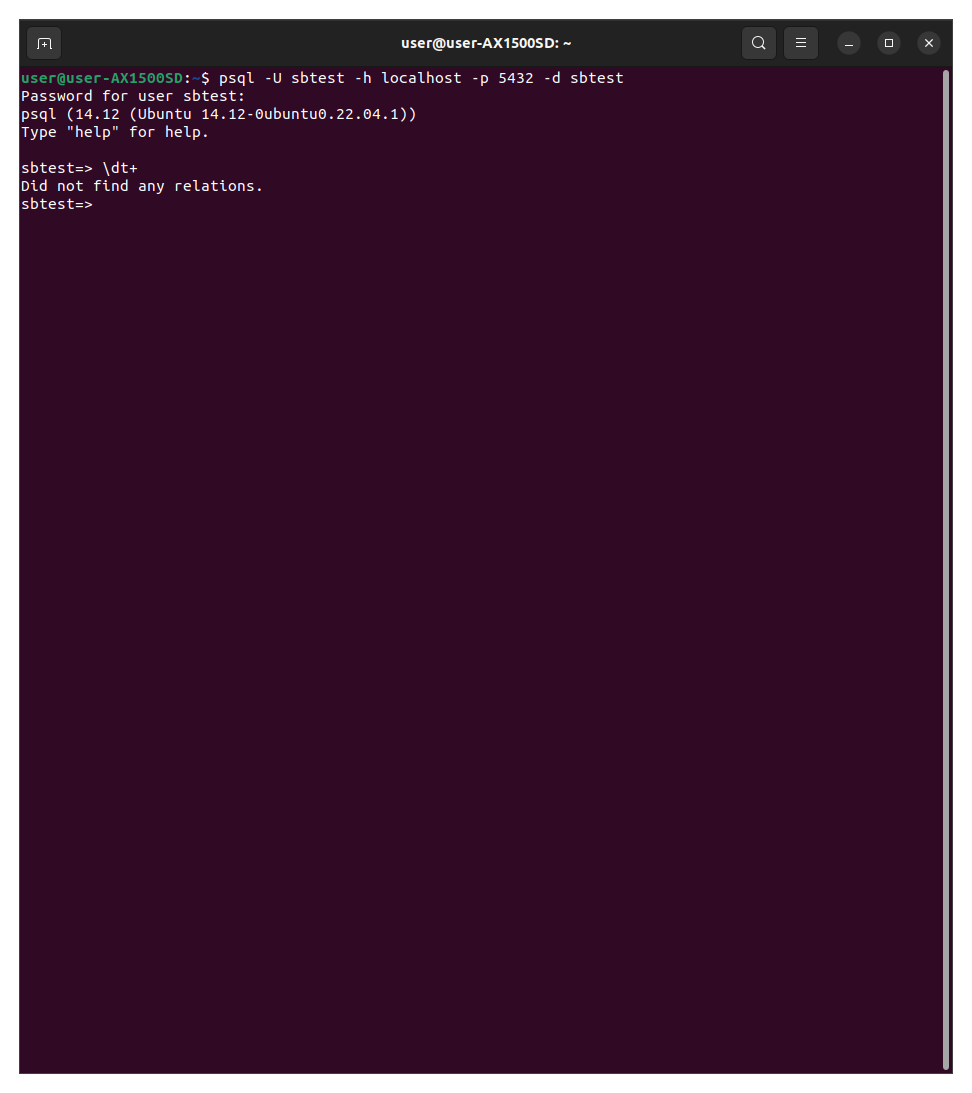 user@user-AX1500SD: ~
user@user-AX1500SD:~$ psql -U sbtest -h localhost -p 5432 -d sbtest
Password for user sbtest:
psql (14.12 (Ubuntu 14.12-0ubuntu0.22.04.1))
Type "help" for help.
sbtest=> \dt+
Did not find any relations.
sbtest=>